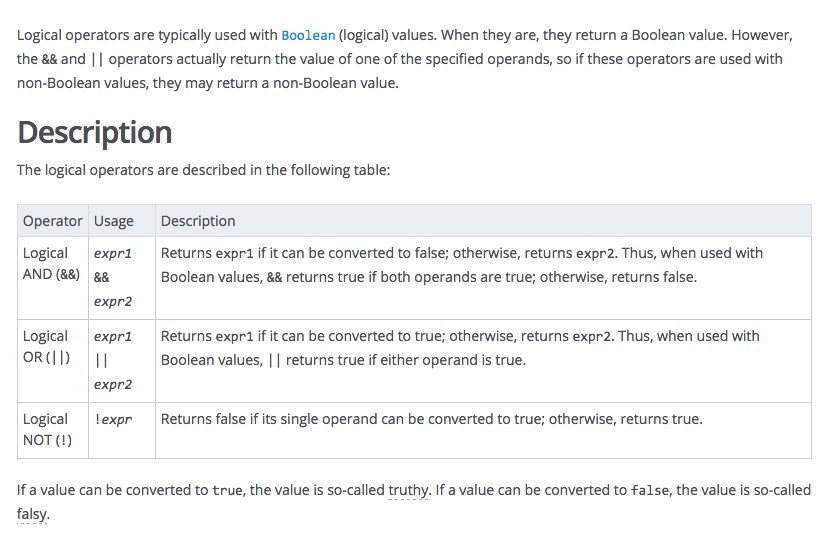 Logical operators are typically used with Boolean (logical) values. When they are, they return a Boolean value. However,
the && and || operators actually return the value of one of the specified operands, so if these operators are used with
non-Boolean values, they may return a non-Boolean value.
Description
The logical operators are described in the following table:
Operator Usage Description
Logical AND (&&) expr1 && expr2 Returns expr1 if it can be converted to false; otherwise, returns expr2. Thus, when used with
Boolean values, && returns true if both operands are true; otherwise, returns false.
Logical OR (||) expr1 || expr2 Returns expr1 if it can be converted to true; otherwise, returns expr2. Thus, when used with
Boolean values, || returns true if either operand is true.
Logical NOT (!) !expr Returns false if its single operand can be converted to true; otherwise, returns true.
If a value can be converted to true, the value is so-called truthy. If a value can be converted to false, the value is so-called
falsy.